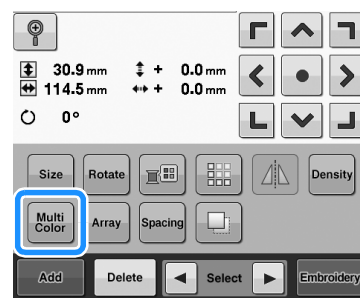 30.9 mm + 0.0 mm
114.5 mm + 0.0 mm
0°
Size Rotate Density
Multi Color Array Spacing
Add Delete Select Embroidery